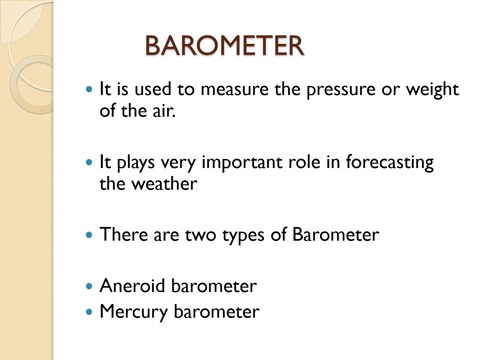 BAROMETER
• It is used to measure the pressure or weight
of the air.
• It plays very important role in forecasting
the weather
• There are two types of Barometer
• Aneroid barometer
• Mercury barometer